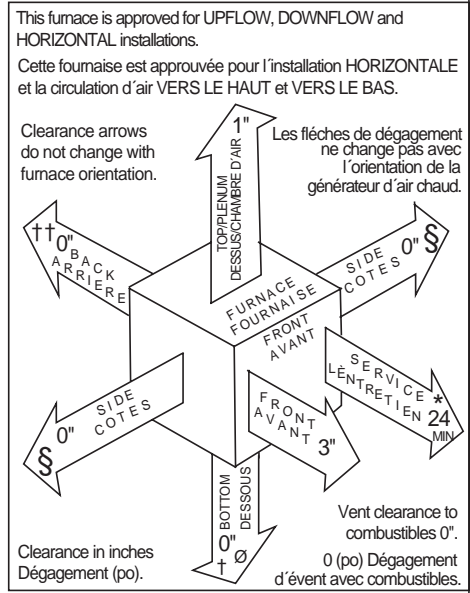 This furnace is approved for UPFLOW, DOWNFLOW and
HORIZONTAL installations.
Cette fournaise est approuvée pour l´installation HORIZONTALE
et la circulation d´air VERS LE HAUT et VERS LE BAS.
Clearance arrows
do not change with
furnace orientation.
1"
TOP/PLENUM
DESSUS/CHAMBRE D´AIR
Les fléches de dégagement
ne change pas avec
l´orientation de la
générateur d´air chaud.
††0"
BACK
ARRIERE
SIDE
COTES
0" §
FURNACE
FOURNAISE
FRONT
AVANT
SERVICE
LÈNTRETIEN
*
24
MIN
§ 0"
SIDE
COTES
FRONT
AVANT
3"
BOTTOM
DESSOUS
0"
† Ø
Vent clearance to
combustibles 0".
0 (po) Dégagement
d´évent avec combustibles.
Clearance in inches
Dégagement (po).